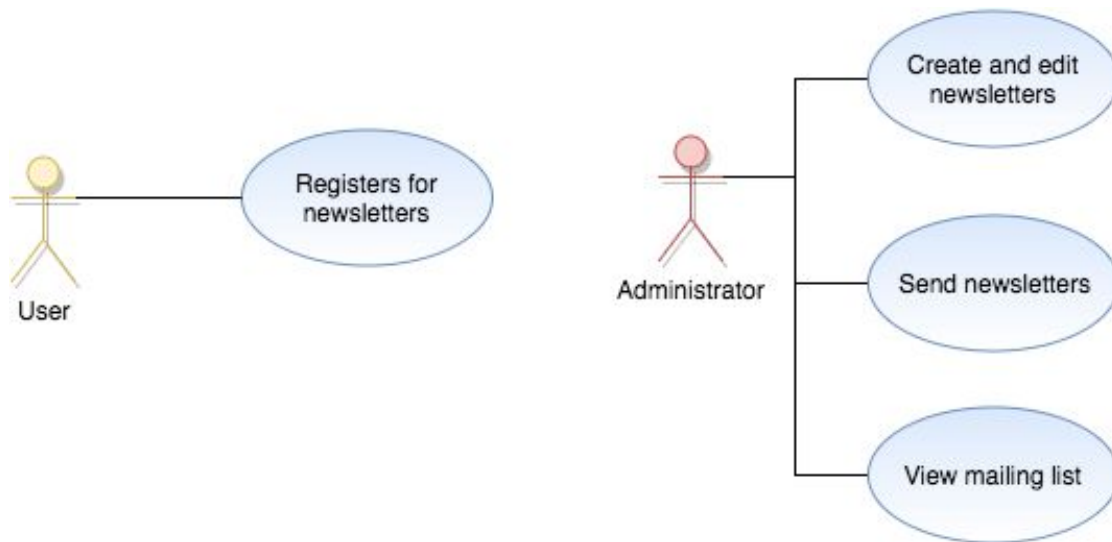 Registers for
newsletters
User
Create and edit
newsletters
Administrator
Send newsletters
View mailing list